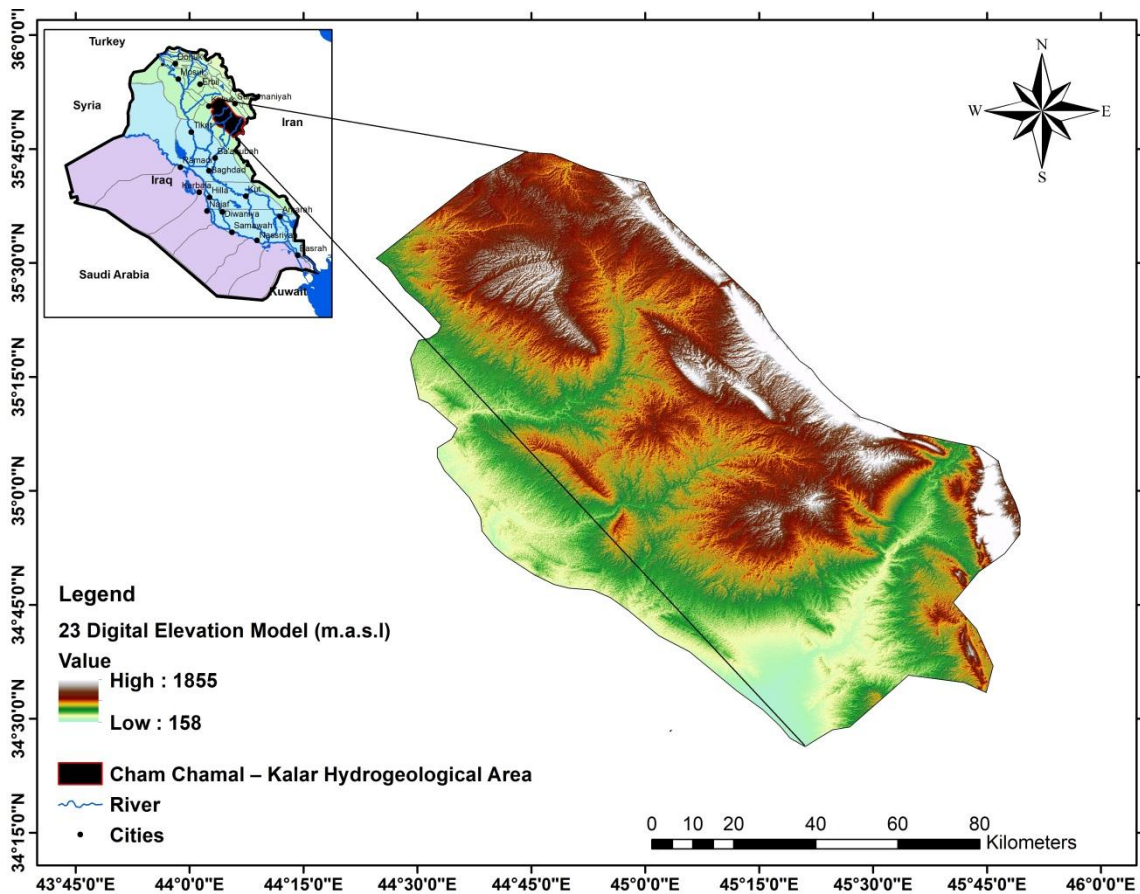 Turkey
Syria
Iran
Iraq
Saudi Arabia
Kuwait
Dohuk
Mosul
Erbil
Tikrit
Ramadi
Baghdad
Kerbala
Hilla
Kut
Najaf
Diwaniya
Amarah
Samawah
Nassriyah
Basrah
N
W
E
S
36°0'0"N
35°45'0"N
35°30'0"N
35°15'0"N
35°0'0"N
34°45'0"N
34°30'0"N
34°15'0"N
Legend
23 Digital Elevation Model (m.a.s.l)
Value
High : 1855
Low : 158
Cham Chamal – Kalar Hydrogeological Area
River
Cities
0 10 20 40 60 80
Kilometers
43°45'0"E 44°0'0"E 44°15'0"E 44°30'0"E 44°45'0"E 45°0'0"E 45°15'0"E 45°30'0"E 45°45'0"E 46°0'0"E